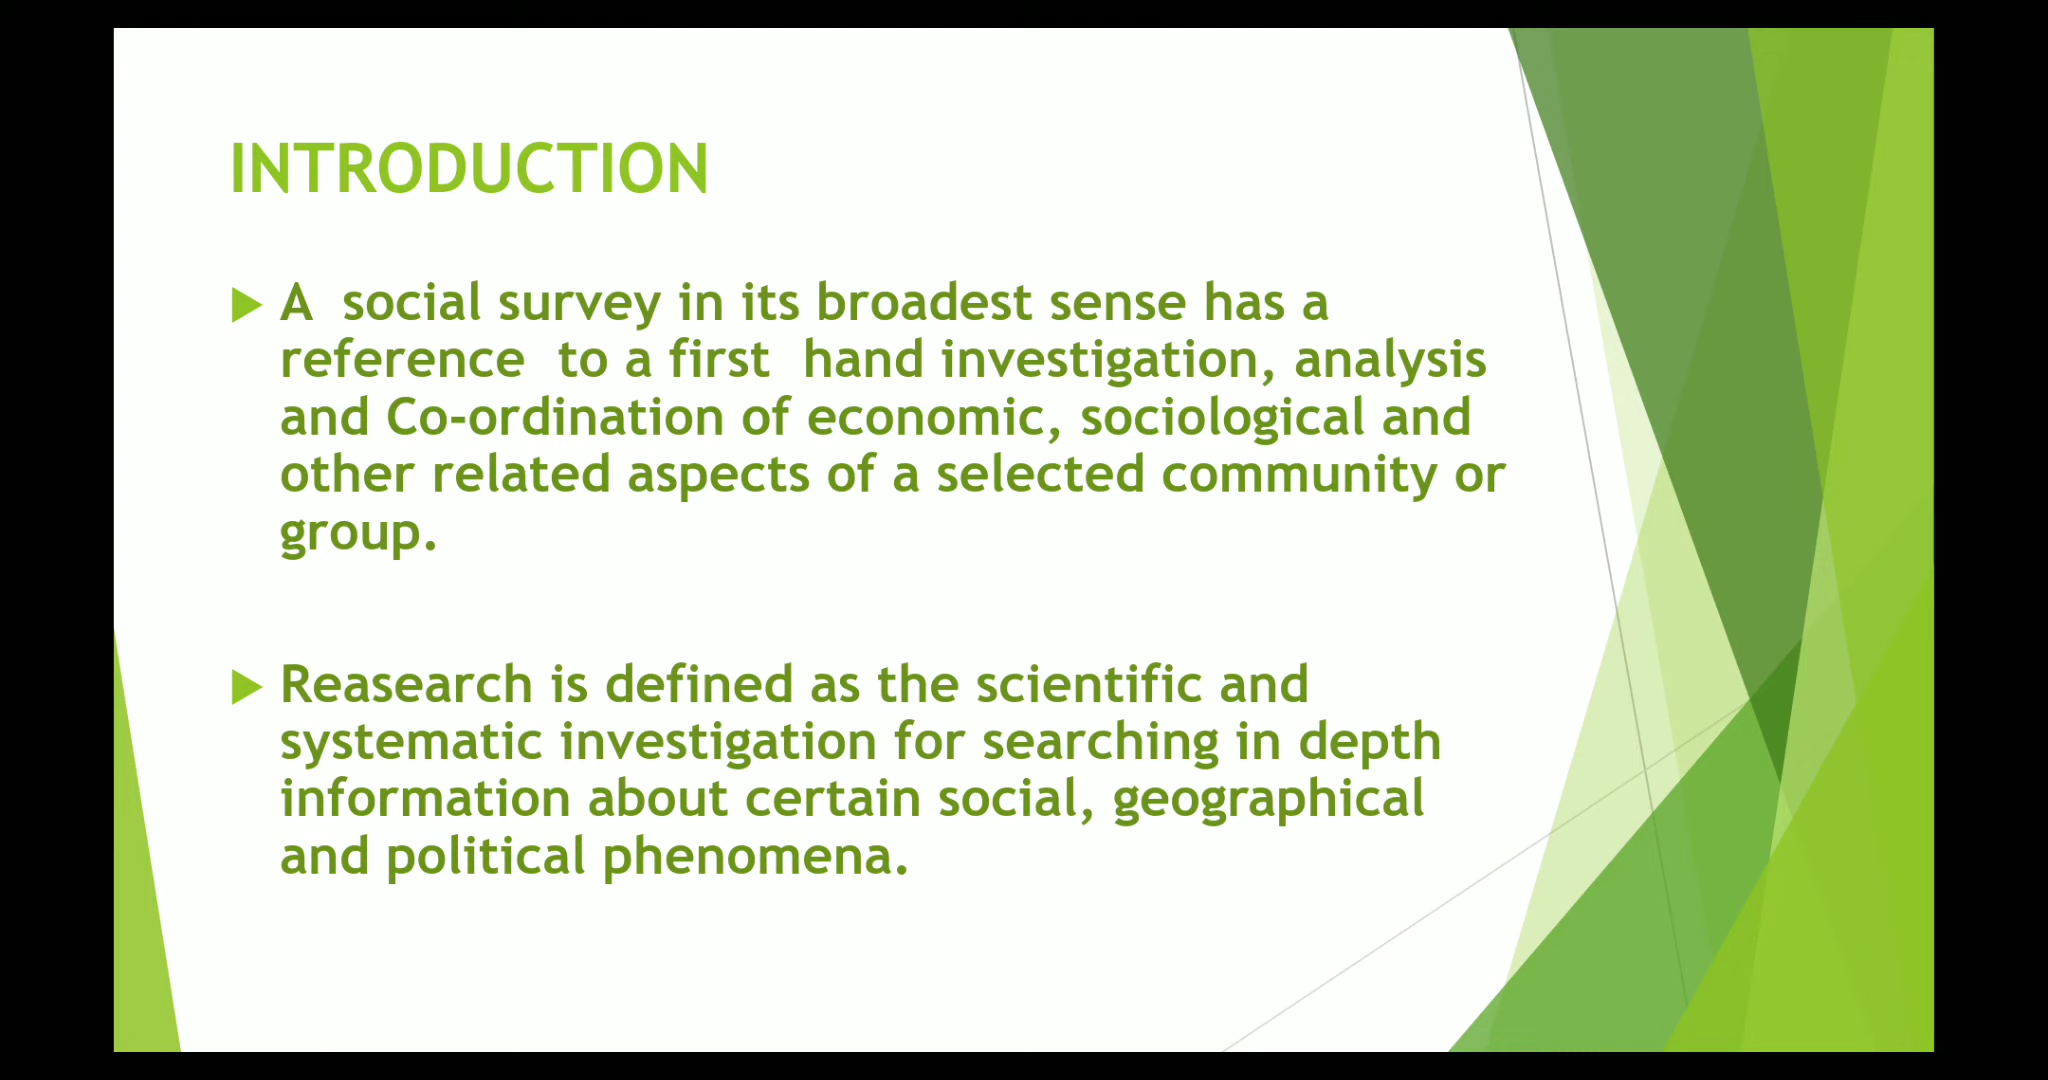 INTRODUCTION
A social survey in its broadest sense has a
reference to a first hand investigation, analysis
and Co-ordination of economic, sociological and
other related aspects of a selected community or
group.
Reasearch is defined as the scientific and
systematic investigation for searching in depth
information about certain social, geographical
and political phenomena.